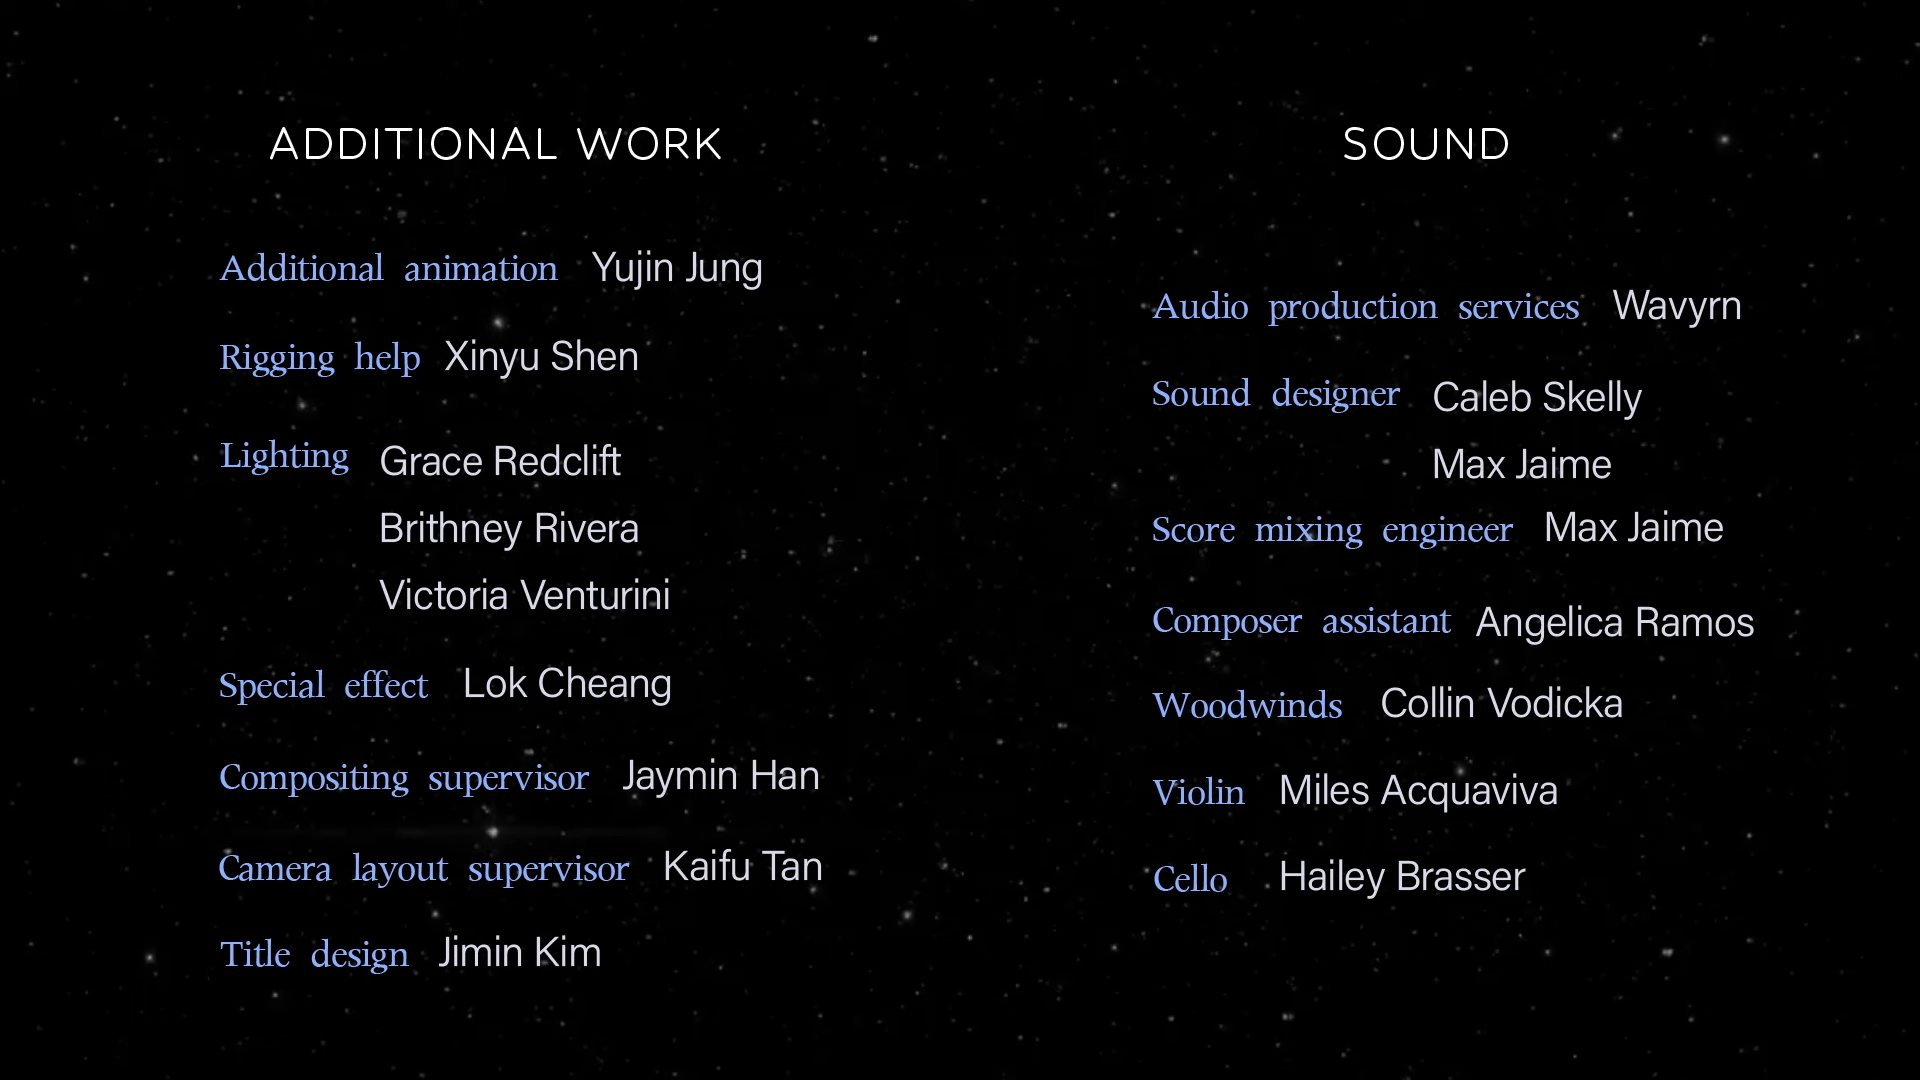 ADDITIONAL WORK
Additional animation Yujin Jung
Rigging help Xinyu Shen
Lighting Grace Redclift
Brithney Rivera
Victoria Venturini
Special effect Lok Cheang
Compositing supervisor Jaymin Han
Camera layout supervisor Kaifu Tan
Title design Jimin Kim
SOUND
Audio production services Wavyrn
Sound designer Caleb Skelly
Max Jaime
Score mixing engineer Max Jaime
Composer assistant Angelica Ramos
Woodwinds Collin Vodicka
Violin Miles Acquaviva
Cello Hailey Brasser